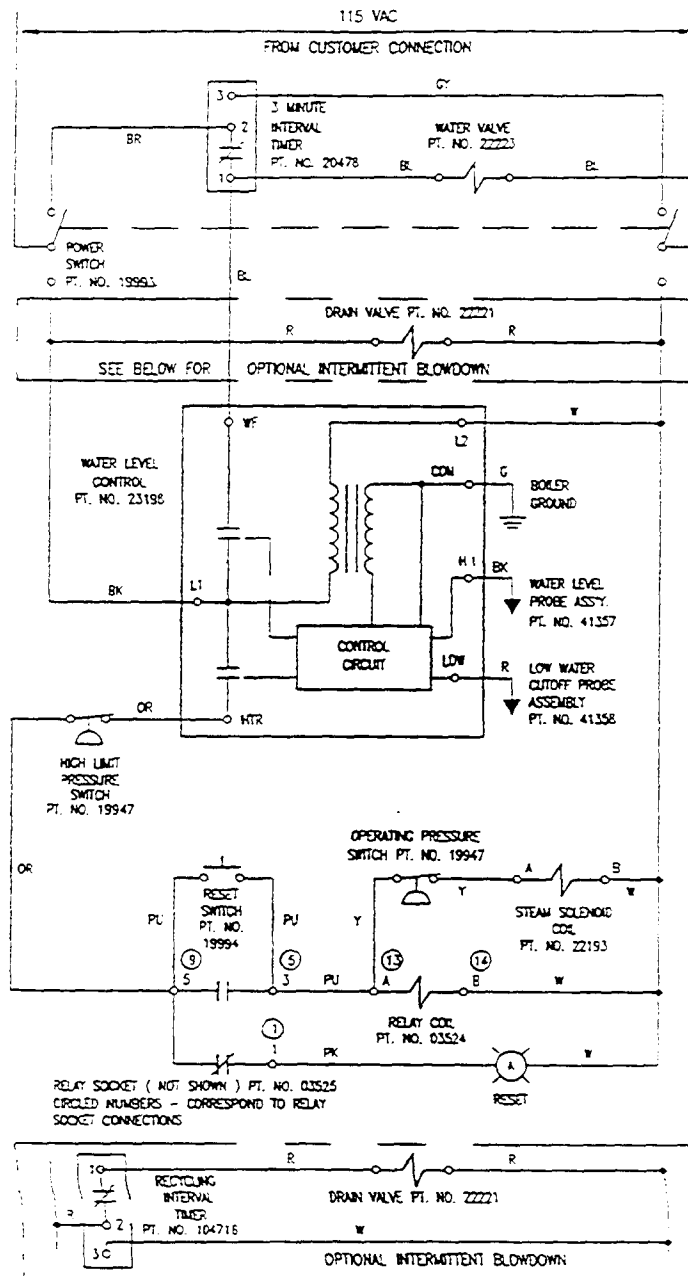 115 VAC
FROM CUSTOMER CONNECTION
3
GY
3 MINUTE
INTERVAL
TIMER
PT. NO. 20478
BR
2
1
WATER VALVE
PT. NO. 22223
BL
BL
POWER
SWITCH
PT. NO. 19993
BL
DRAIN VALVE PT. NO. 22221
R
R
SEE BELOW FOR OPTIONAL INTERMITTENT BLOWDOWN
WF
L2
W
WATER LEVEL
CONTROL
PT. NO. 23198
COM
G
BOILER
GROUND
H1
BK
WATER LEVEL
PROBE ASS'Y.
PT. NO. 41357
BK
L1
CONTROL
CIRCUIT
LOW
R
LOW WATER
CUTOFF PROBE
ASSEMBLY
PT. NO. 41358
OR
HTR
HIGH LIMIT
PRESSURE
SWITCH
PT. NO. 19947
OPERATING PRESSURE
SWITCH PT. NO. 19947
OR
A
B
Y
W
RESET
SWITCH
PT. NO.
19994
PU
PU
Y
STEAM SOLENOID
COIL
PT. NO. 22193
9
5
13
14
5
3
PU
A
B
W
RELAY COIL
PT. NO. 03524
1
1
PK
A
W
RESET
RELAY SOCKET ( NOT SHOWN ) PT. NO. 03525
CIRCLED NUMBERS - CORRESPOND TO RELAY
SOCKET CONNECTIONS
1
R
R
RECYCLING
INTERVAL
TIMER
PT. NO. 104716
DRAIN VALVE PT. NO. 22221
R
2
W
3
OPTIONAL INTERMITTENT BLOWDOWN